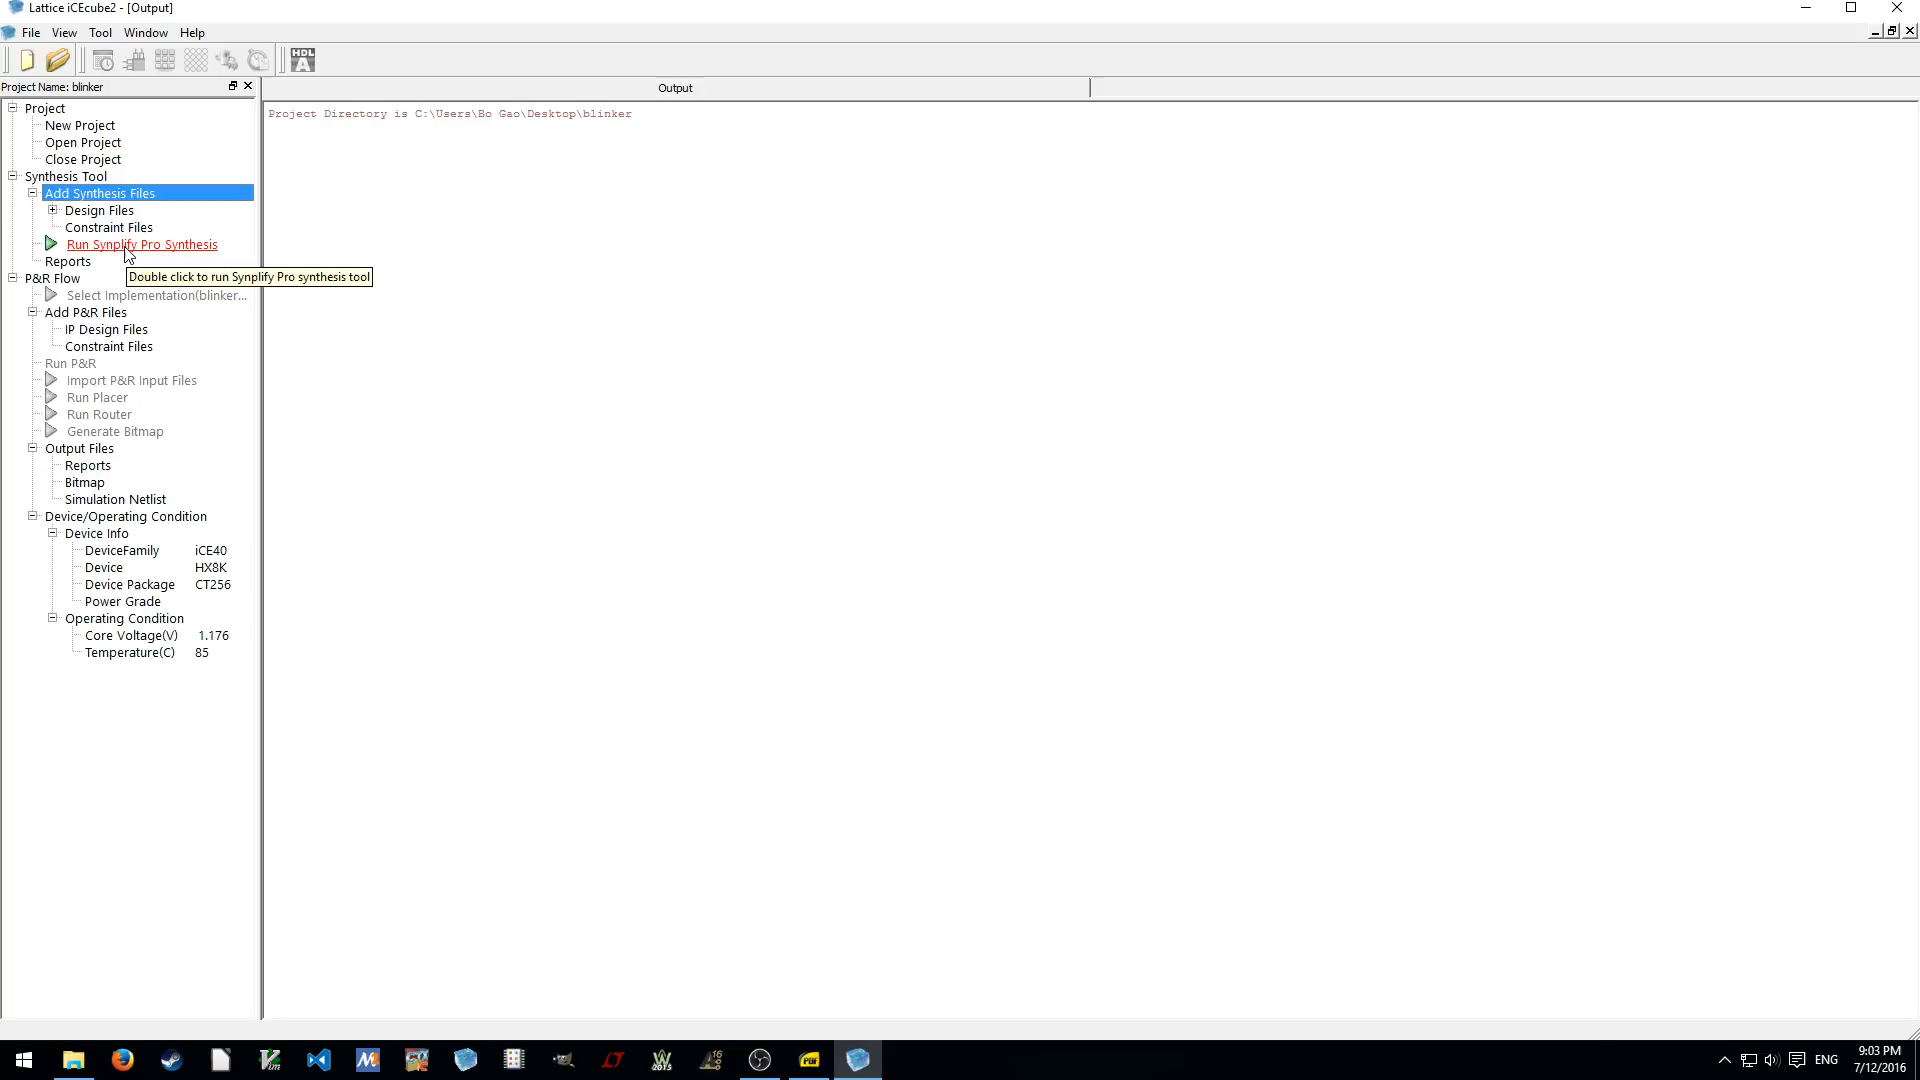 Lattice iCEcube2 - [Output]
File View Tool Window Help
HDL
A
Project Name: blinker
Output
Project Directory is C:\Users\Bo Gao\Desktop\blinker
Project
New Project
Open Project
Close Project
Synthesis Tool
Add Synthesis Files
Design Files
Constraint Files
Run Synplify Pro Synthesis
Reports
Double click to run Synplify Pro synthesis tool
P&R Flow
Select Implementation(blinker...
Add P&R Files
IP Design Files
Constraint Files
Run P&R
Import P&R Input Files
Run Placer
Run Router
Generate Bitmap
Output Files
Reports
Bitmap
Simulation Netlist
Device/Operating Condition
Device Info
DeviceFamily iCE40
Device HX8K
Device Package CT256
Power Grade
Operating Condition
Core Voltage(V) 1.176
Temperature(C) 85
Vim
2015
16
PDF
ENG
9:03 PM
7/12/2016